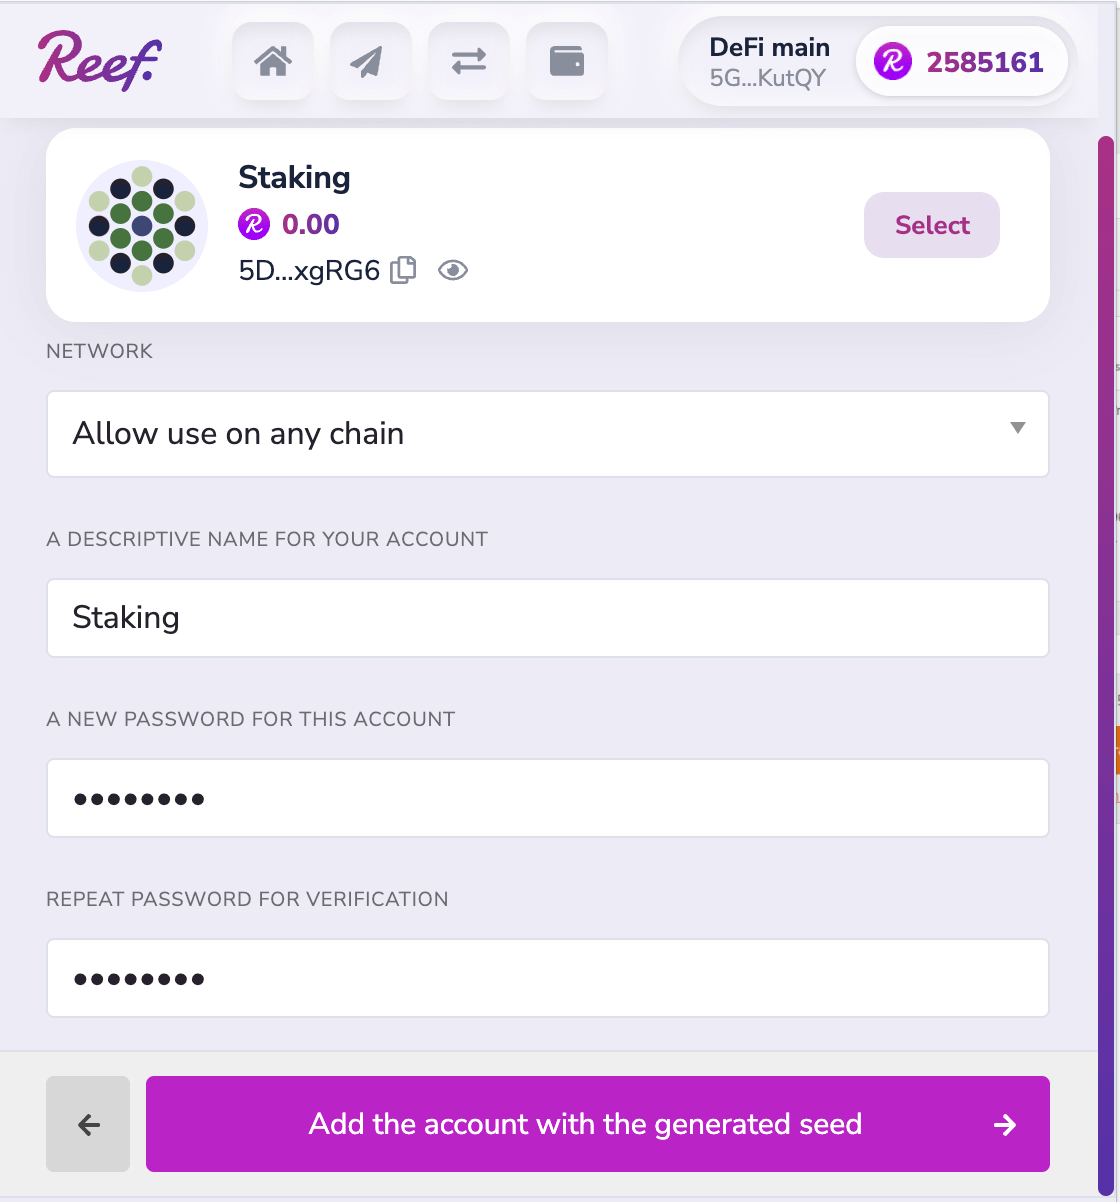 Reef.
DeFi main
5G...KutQY
2585161
Staking
0.00
5D...xgRG6
Select
NETWORK
Allow use on any chain
A DESCRIPTIVE NAME FOR YOUR ACCOUNT
Staking
A NEW PASSWORD FOR THIS ACCOUNT
••••••••
REPEAT PASSWORD FOR VERIFICATION
••••••••
Add the account with the generated seed